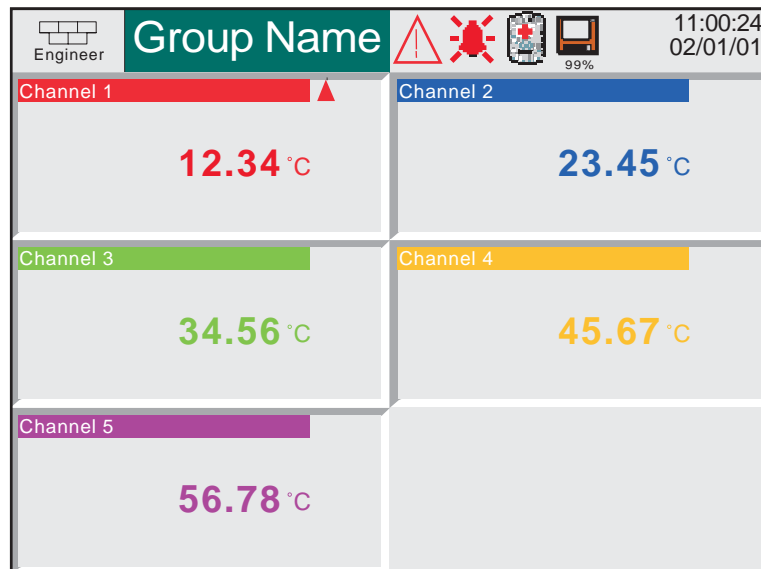 Engineer
Group Name
99%
11:00:24
02/01/01
Channel 1
12.34 °C
Channel 2
23.45 °C
Channel 3
34.56 °C
Channel 4
45.67 °C
Channel 5
56.78 °C